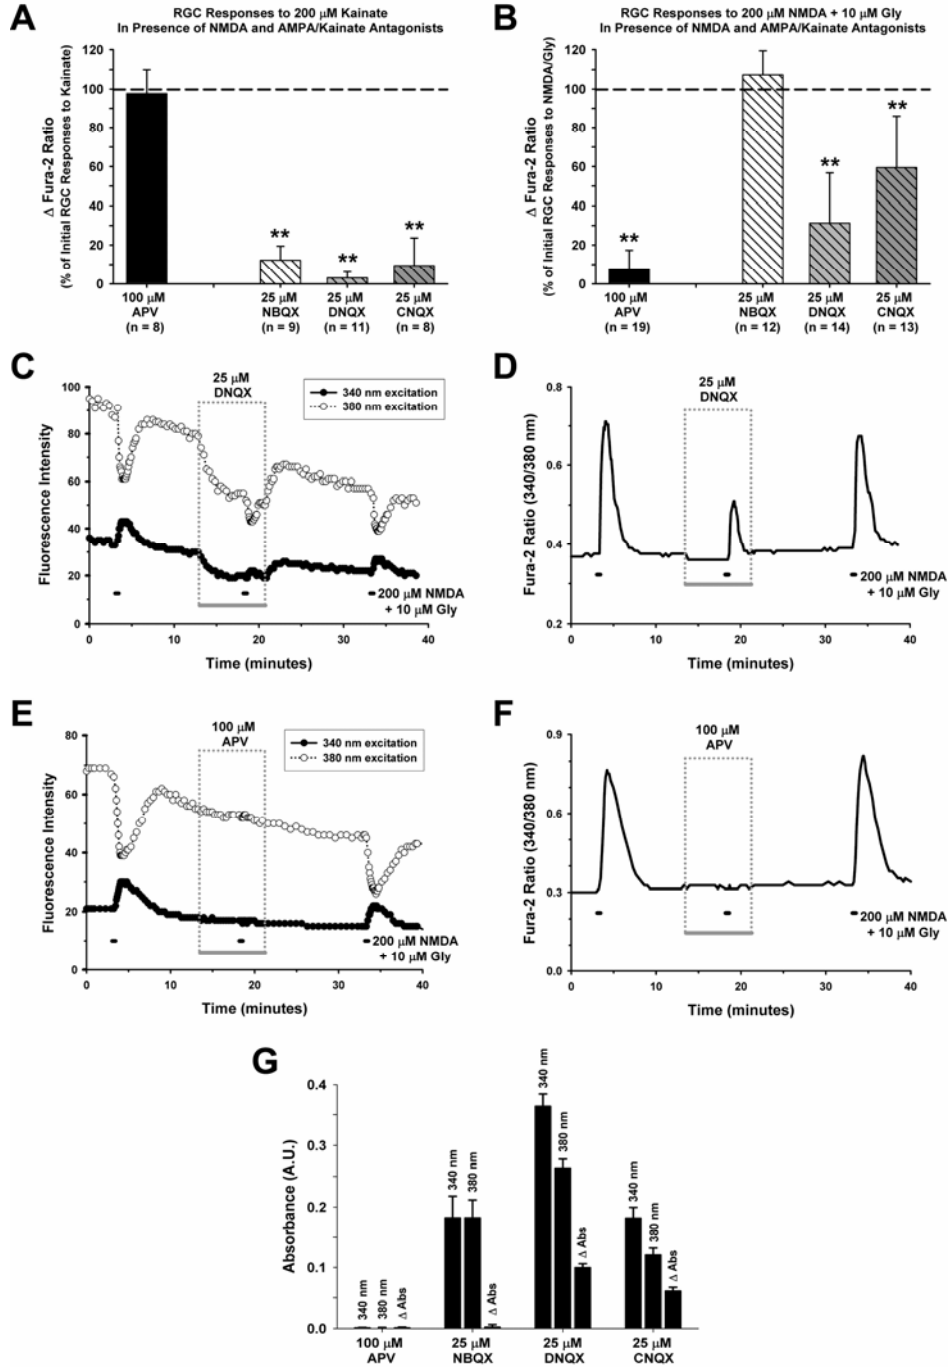 A
RGC Responses to 200 μM Kainate
In Presence of NMDA and AMPA/Kainate Antagonists
Δ Fura-2 Ratio
(% of Initial RGC Responses to Kainate)
120
100
80
60
40
20
0
**
**
**
100 μM
APV
(n = 8)
25 μM
NBQX
(n = 9)
25 μM
DNQX
(n = 11)
25 μM
CNQX
(n = 8)
B
RGC Responses to 200 μM NMDA + 10 μM Gly
In Presence of NMDA and AMPA/Kainate Antagonists
Δ Fura-2 Ratio
(% of Initial RGC Responses to NMDA/Gly)
120
100
80
60
40
20
0
**
**
**
100 μM
APV
(n = 19)
25 μM
NBQX
(n = 12)
25 μM
DNQX
(n = 14)
25 μM
CNQX
(n = 13)
C
25 μM
DNQX
340 nm excitation
380 nm excitation
Fluorescence Intensity
100
80
60
40
20
0
200 μM NMDA
+ 10 μM Gly
0 10 20 30 40
Time (minutes)
D
25 μM
DNQX
Fura-2 Ratio (340/380 nm)
0.8
0.6
0.4
0.2
200 μM NMDA
+ 10 μM Gly
0 10 20 30 40
Time (minutes)
E
100 μM
APV
340 nm excitation
380 nm excitation
Fluorescence Intensity
80
60
40
20
0
200 μM NMDA
+ 10 μM Gly
0 10 20 30 40
Time (minutes)
F
100 μM
APV
Fura-2 Ratio (340/380 nm)
0.9
0.6
0.3
0.0
200 μM NMDA
+ 10 μM Gly
0 10 20 30 40
Time (minutes)
G
Absorbance (A.U.)
0.4
0.3
0.2
0.1
0.0
340 nm
380 nm
Δ Abs
340 nm
380 nm
Δ Abs
340 nm
380 nm
Δ Abs
340 nm
380 nm
Δ Abs
100 μM
APV
25 μM
NBQX
25 μM
DNQX
25 μM
CNQX